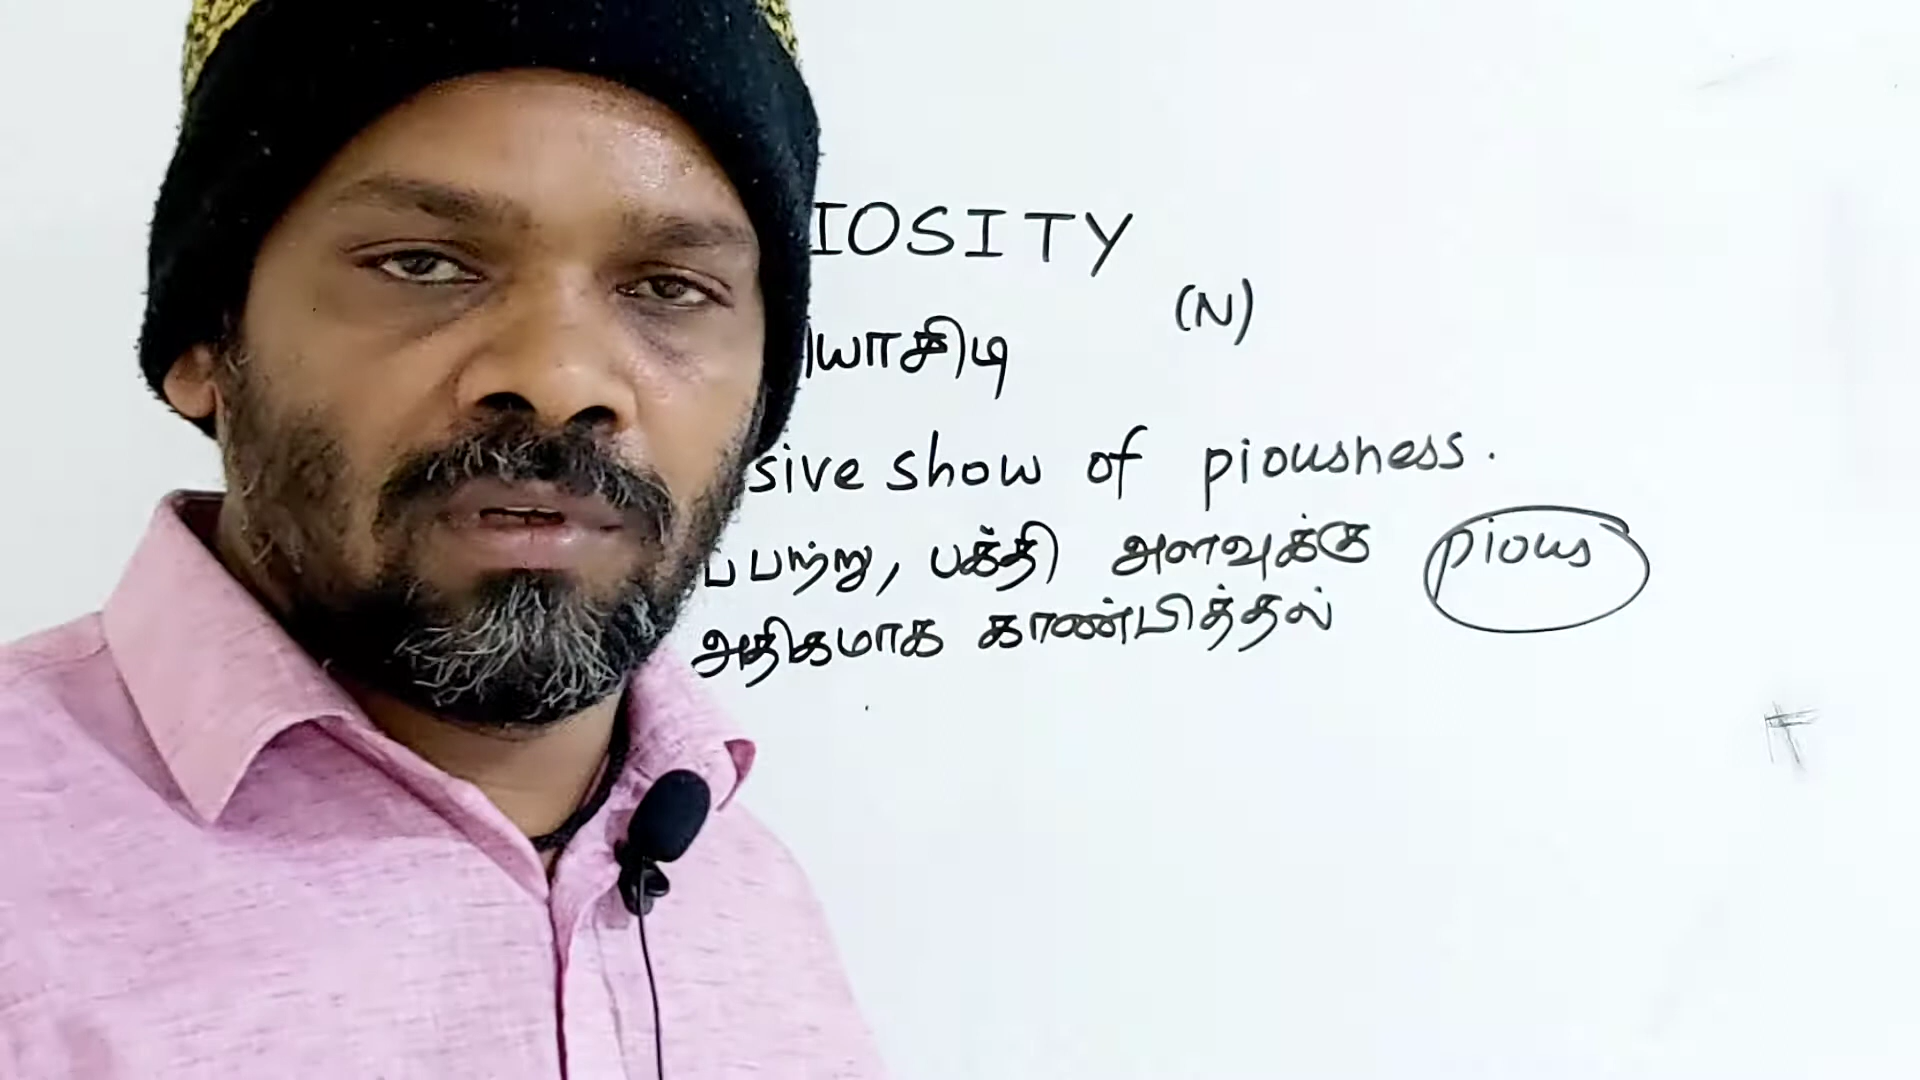 IOSITY
(N)
யாசிடி
sive show of piousness.
பற்று, பக்தி அளவுக்கு pious
அதிகமாக காண்பித்தல்